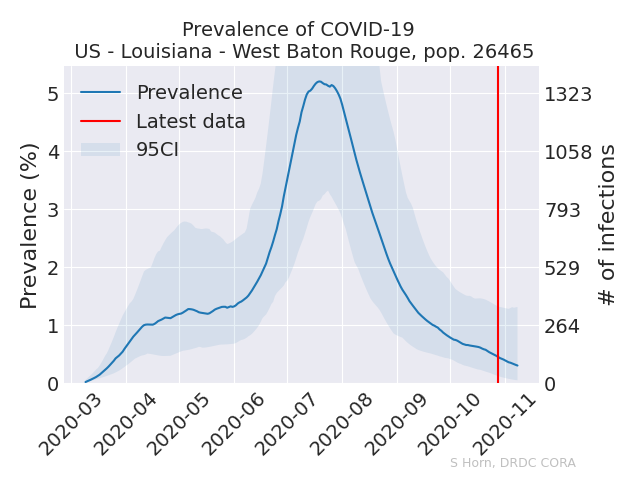 Prevalence of COVID-19
US - Louisiana - West Baton Rouge, pop. 26465
Prevalence
Latest data
95CI
Prevalence (%)
5
4
3
2
1
0
1323
1058
793
529
264
0
# of infections
2020-03
2020-04
2020-05
2020-06
2020-07
2020-08
2020-09
2020-10
2020-11
S Horn, DRDC CORA